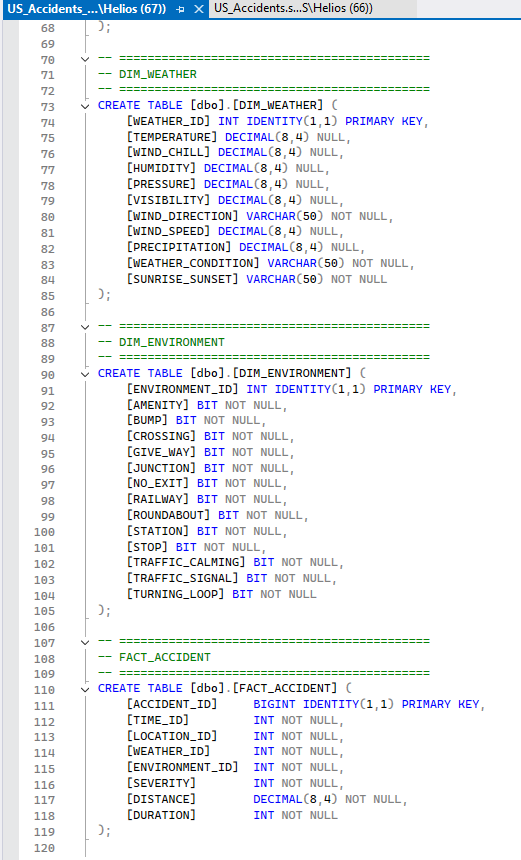 US_Accidents_...\Helios (67))
US_Accidents.s...S\Helios (66))
68 );
69
70 -- ============================================
71 -- DIM_WEATHER
72 -- ============================================
73 CREATE TABLE [dbo].[DIM_WEATHER] (
74 [WEATHER_ID] INT IDENTITY(1,1) PRIMARY KEY,
75 [TEMPERATURE] DECIMAL(8,4) NULL,
76 [WIND_CHILL] DECIMAL(8,4) NULL,
77 [HUMIDITY] DECIMAL(8,4) NULL,
78 [PRESSURE] DECIMAL(8,4) NULL,
79 [VISIBILITY] DECIMAL(8,4) NULL,
80 [WIND_DIRECTION] VARCHAR(50) NOT NULL,
81 [WIND_SPEED] DECIMAL(8,4) NULL,
82 [PRECIPITATION] DECIMAL(8,4) NULL,
83 [WEATHER_CONDITION] VARCHAR(50) NOT NULL,
84 [SUNRISE_SUNSET] VARCHAR(50) NOT NULL
85 );
86
87 -- ============================================
88 -- DIM_ENVIRONMENT
89 -- ============================================
90 CREATE TABLE [dbo].[DIM_ENVIRONMENT] (
91 [ENVIRONMENT_ID] INT IDENTITY(1,1) PRIMARY KEY,
92 [AMENITY] BIT NOT NULL,
93 [BUMP] BIT NOT NULL,
94 [CROSSING] BIT NOT NULL,
95 [GIVE_WAY] BIT NOT NULL,
96 [JUNCTION] BIT NOT NULL,
97 [NO_EXIT] BIT NOT NULL,
98 [RAILWAY] BIT NOT NULL,
99 [ROUNDABOUT] BIT NOT NULL,
100 [STATION] BIT NOT NULL,
101 [STOP] BIT NOT NULL,
102 [TRAFFIC_CALMING] BIT NOT NULL,
103 [TRAFFIC_SIGNAL] BIT NOT NULL,
104 [TURNING_LOOP] BIT NOT NULL
105 );
106
107 -- ============================================
108 -- FACT_ACCIDENT
109 -- ============================================
110 CREATE TABLE [dbo].[FACT_ACCIDENT] (
111 [ACCIDENT_ID] BIGINT IDENTITY(1,1) PRIMARY KEY,
112 [TIME_ID] INT NOT NULL,
113 [LOCATION_ID] INT NOT NULL,
114 [WEATHER_ID] INT NOT NULL,
115 [ENVIRONMENT_ID] INT NOT NULL,
116 [SEVERITY] INT NOT NULL,
117 [DISTANCE] DECIMAL(8,4) NOT NULL,
118 [DURATION] INT NOT NULL
119 );
120